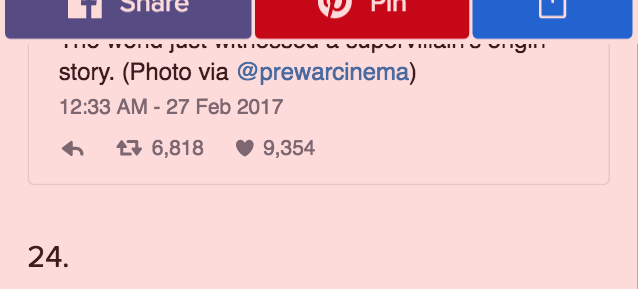 Share
Pin
The world just witnessed a supervillain's origin
story. (Photo via @prewarcinema)
12:33 AM - 27 Feb 2017
6,818 9,354
24.